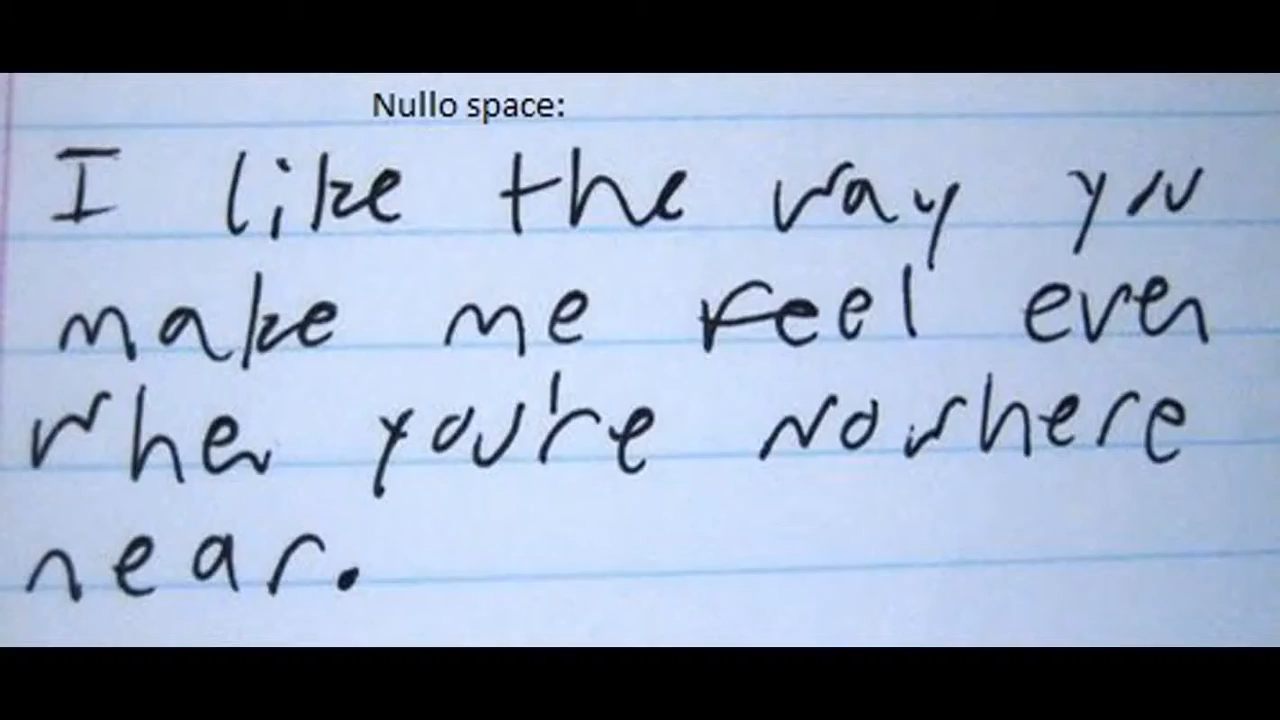 Nullo space:
I like the way you
make me feel even
when you're nowhere
near.